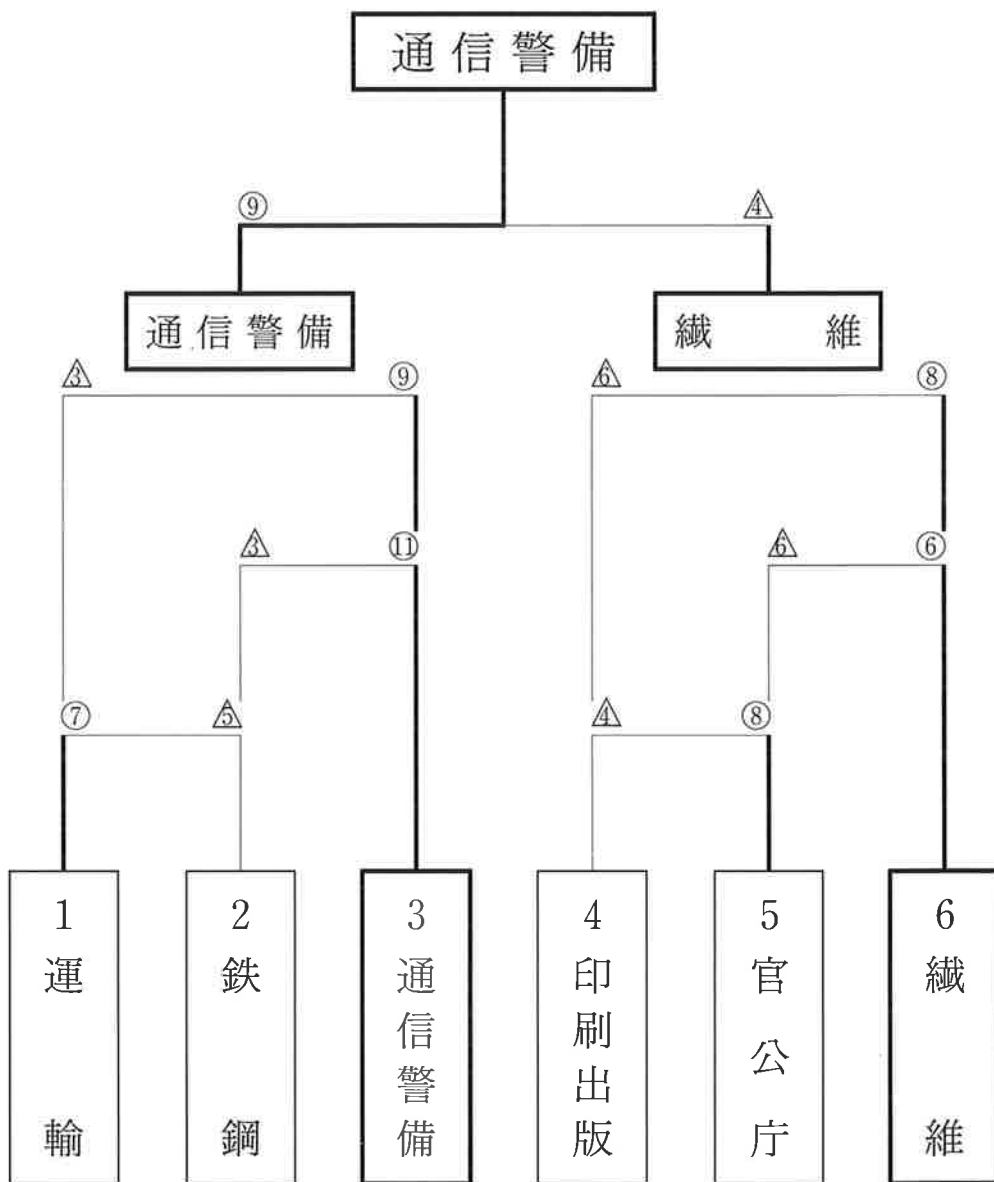 通信警備
⑨ 4
通信警備 繊維
3 ⑨ 6 ⑧
3 ⑪ 6 ⑥
⑦ 5 4 ⑧
1 運輸
2 鉄鋼
3 通信警備
4 印刷出版
5 官公庁
6 繊維